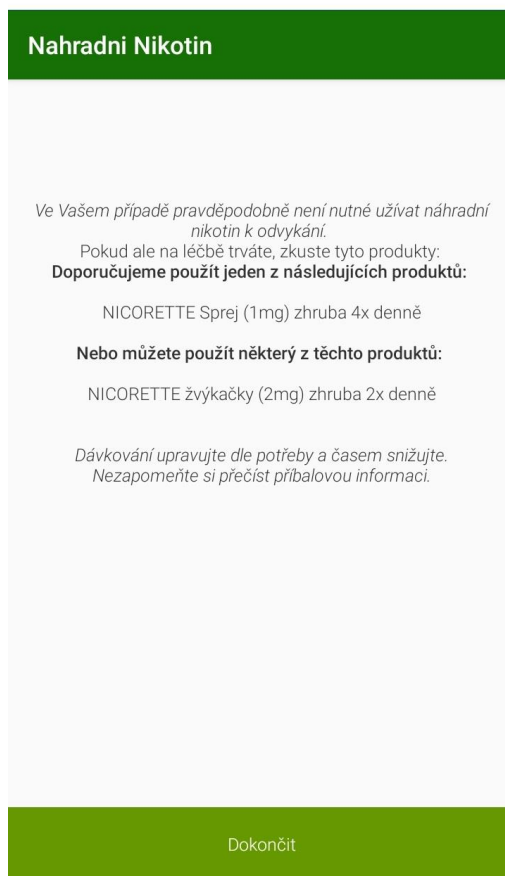 Nahradni Nikotin
Ve Vašem případě pravděpodobně není nutné užívat náhradní
nikotin k odvykání.
Pokud ale na léčbě trváte, zkuste tyto produkty:
Doporučujeme použít jeden z následujících produktů:
NICORETTE Sprej (1mg) zhruba 4x denně
Nebo můžete použít některý z těchto produktů:
NICORETTE žvýkačky (2mg) zhruba 2x denně
Dávkování upravujte dle potřeby a časem snižujte.
Nezapomeňte si přečíst příbalovou informaci.
Dokončit